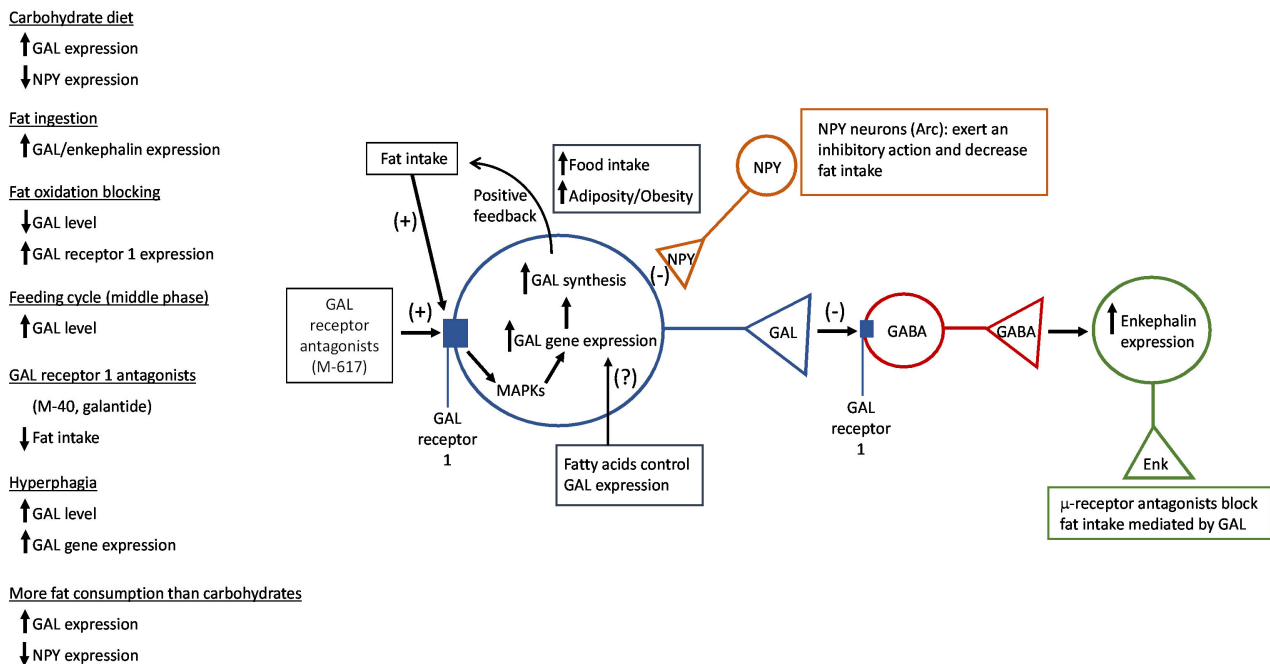 Carbohydrate diet
GAL expression
NPY expression
Fat ingestion
GAL/enkephalin expression
Fat oxidation blocking
GAL level
GAL receptor 1 expression
Feeding cycle (middle phase)
GAL level
GAL receptor 1 antagonists
(M-40, galantide)
Fat intake
Hyperphagia
GAL level
GAL gene expression
More fat consumption than carbohydrates
GAL expression
NPY expression
Fat intake
(+)
Positive
feedback
Food intake
Adiposity/Obesity
NPY
NPY neurons (Arc): exert an
inhibitory action and decrease
fat intake
NPY
(-)
GAL
receptor
antagonists
(M-617)
(+)
GAL synthesis
GAL gene expression
MAPKs
(?)
GAL
receptor
1
Fatty acids control
GAL expression
GAL
(-)
GABA
GAL
receptor
1
GABA
Enkephalin
expression
Enk
μ-receptor antagonists block
fat intake mediated by GAL